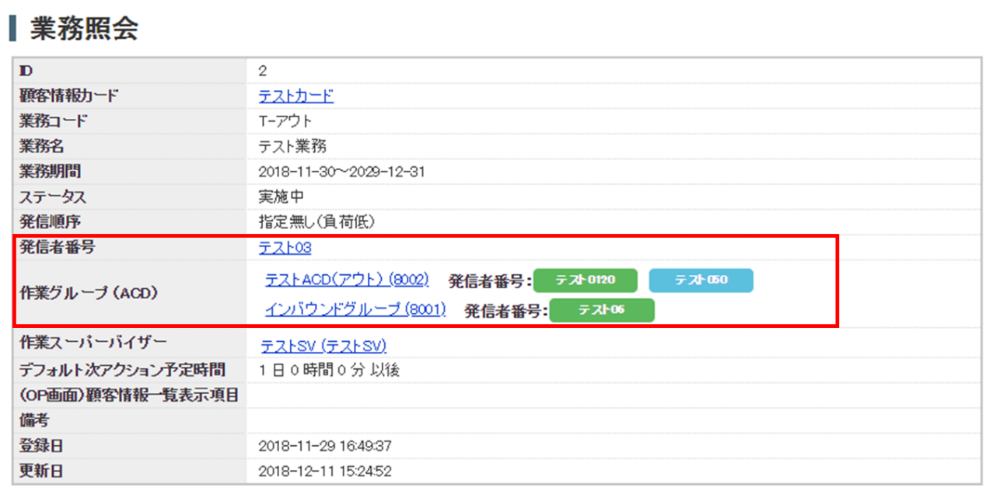 業務照会
ID 2
顧客情報カード テストカード
業務コード T-アウト
業務名 テスト業務
業務期間 2018-11-30～2029-12-31
ステータス 実施中
発信順序 指定無し(負荷低)
発信者番号 テスト03
作業グループ(ACD) テストACD(アウト) (8002) 発信者番号: テスト0120 テスト050
インバウンドグループ (8001) 発信者番号: テスト06
作業スーパーバイザー テストSV (テストSV)
デフォルト次アクション予定時間 1 日 0 時間 0 分 以後
(OP画面)顧客情報一覧表示項目
備考
登録日 2018-11-29 16:49:37
更新日 2018-12-11 15:24:52